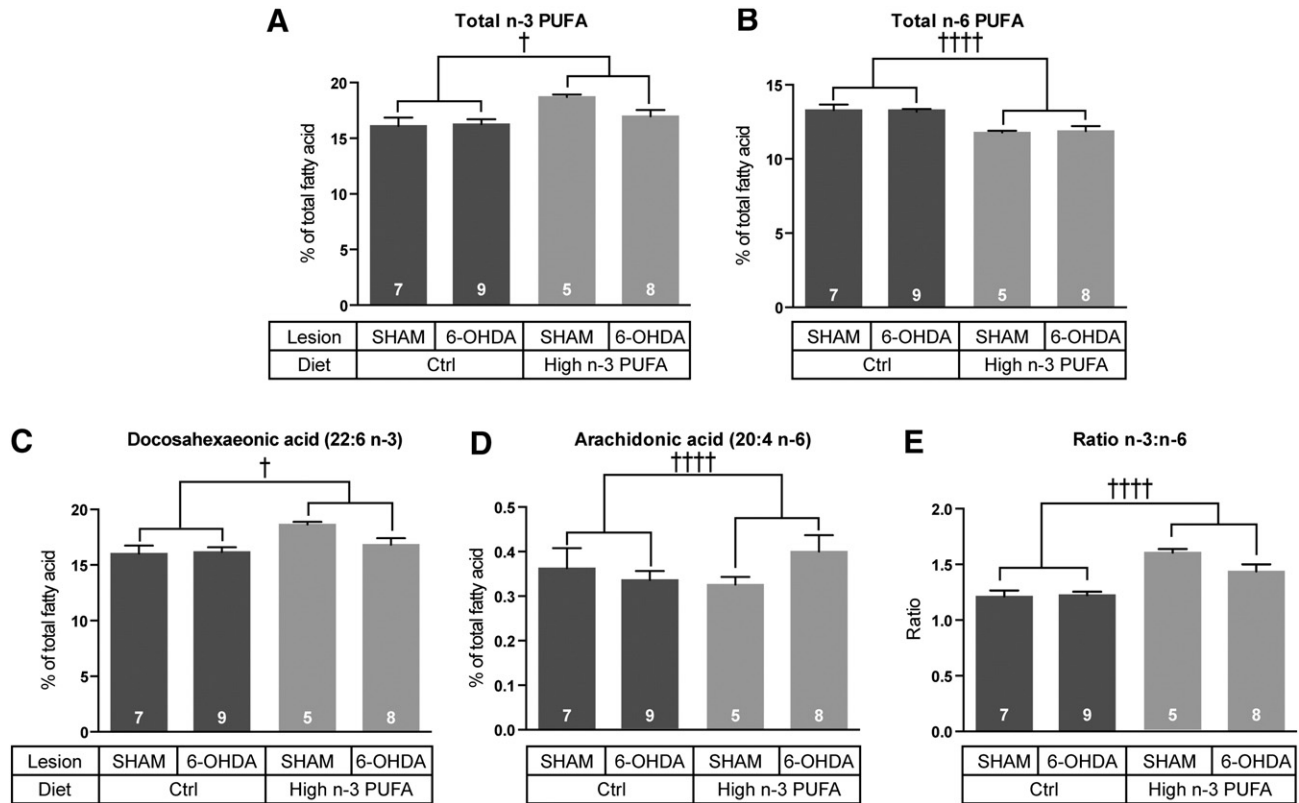 A
Total n-3 PUFA
†
% of total fatty acid
20
15
10
5
0
7 9 5 8
Lesion SHAM 6-OHDA SHAM 6-OHDA
Diet Ctrl High n-3 PUFA
B
Total n-6 PUFA
††††
% of total fatty acid
15
10
5
0
7 9 5 8
SHAM 6-OHDA SHAM 6-OHDA
Ctrl High n-3 PUFA
C
Docosahexaeonic acid (22:6 n-3)
†
% of total fatty acid
20
15
10
5
0
7 9 5 8
Lesion SHAM 6-OHDA SHAM 6-OHDA
Diet Ctrl High n-3 PUFA
D
Arachidonic acid (20:4 n-6)
††††
% of total fatty acid
0.5
0.4
0.3
0.2
0.1
0.0
7 9 5 8
SHAM 6-OHDA SHAM 6-OHDA
Ctrl High n-3 PUFA
E
Ratio n-3:n-6
††††
Ratio
2.0
1.5
1.0
0.5
0.0
7 9 5 8
SHAM 6-OHDA SHAM 6-OHDA
Ctrl High n-3 PUFA